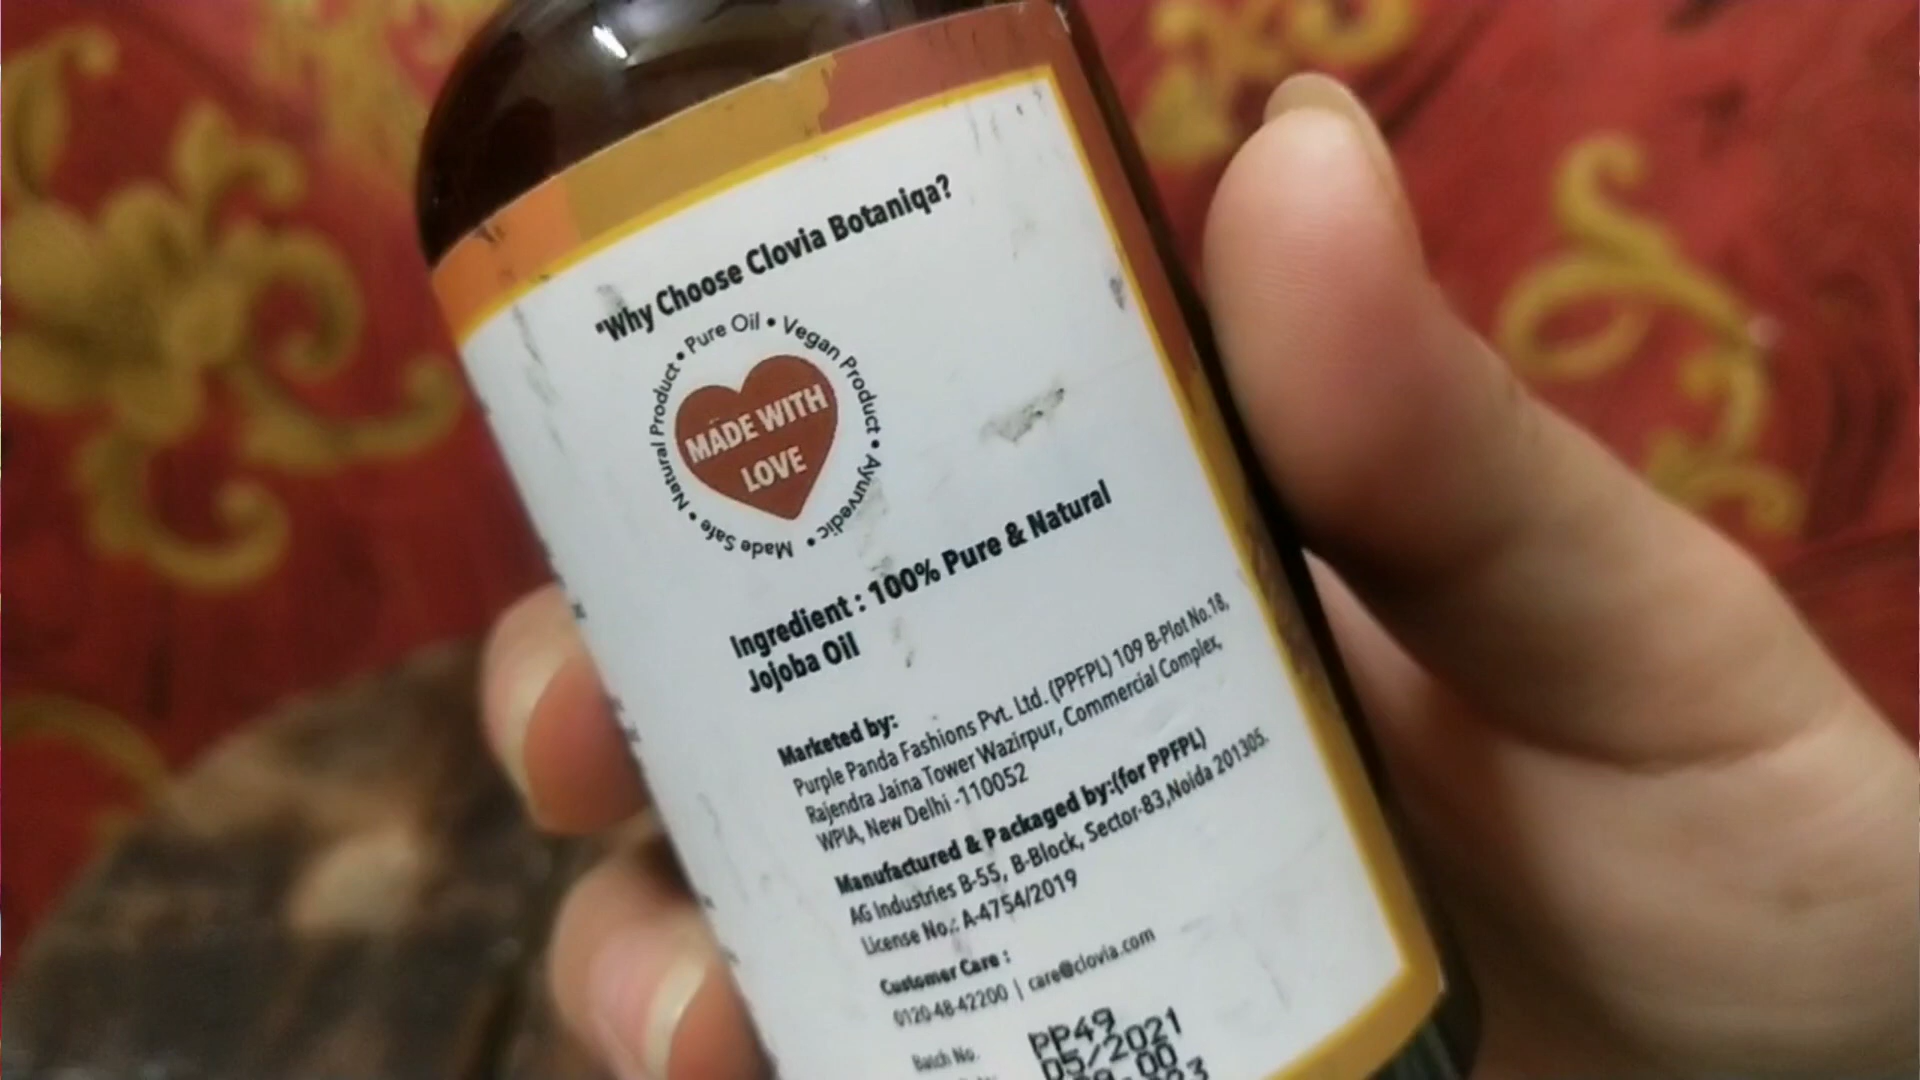 "Why Choose Clovia Botaniqa?
Natural Product • Pure Oil • Vegan Product • Ayurvedic • Made Safe •
MADE WITH
LOVE
Ingredient : 100% Pure & Natural
Jojoba Oil
Marketed by:
Purple Panda Fashions Pvt. Ltd. (PPFPL) 109 B-Plot No.18,
Rajendra Jaina Tower Wazirpur, Commercial Complex,
WPIA, New Delhi -110052
Manufactured & Packaged by:(for PPFPL)
AG Industries B-55, B-Block, Sector-83,Noida 201305.
License No.: A-4754/2019
Customer Care :
0120-48-42200 | care@clovia.com
Batch No. PP49
05/2021